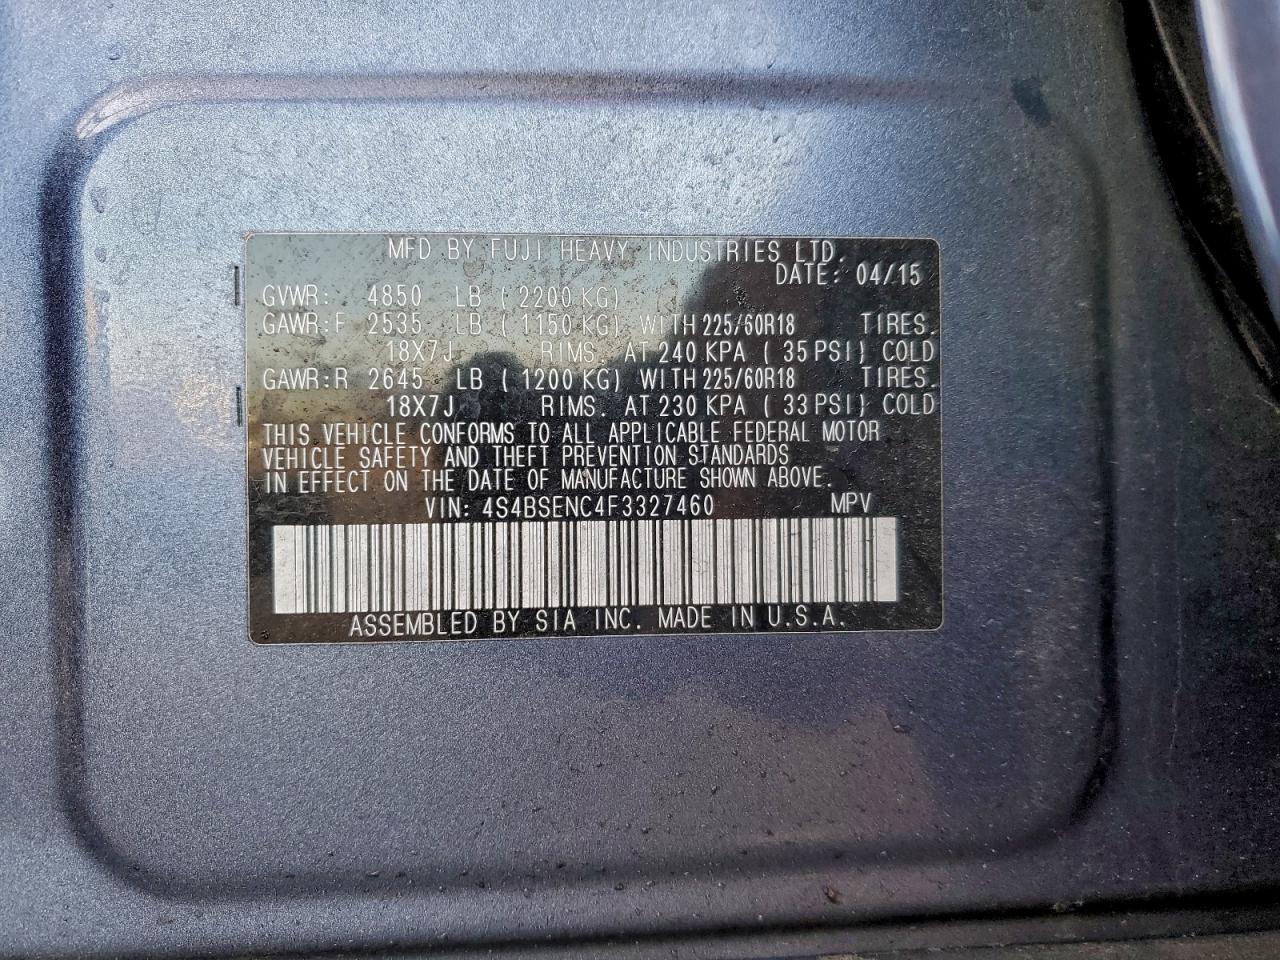 MFD BY FUJI HEAVY INDUSTRIES LTD.
DATE: 04/15
GVWR: 4850 LB ( 2200 KG)
GAWR:F 2535 LB ( 1150 KG) WITH 225/60R18 TIRES.
18X7J RIMS. AT 240 KPA ( 35 PSI) COLD
GAWR:R 2645 LB ( 1200 KG) WITH 225/60R18 TIRES.
18X7J RIMS. AT 230 KPA ( 33 PSI) COLD
THIS VEHICLE CONFORMS TO ALL APPLICABLE FEDERAL MOTOR
VEHICLE SAFETY AND THEFT PREVENTION STANDARDS
IN EFFECT ON THE DATE OF MANUFACTURE SHOWN ABOVE.
VIN: 4S4BSENC4F3327460 MPV
ASSEMBLED BY SIA INC. MADE IN U.S.A.